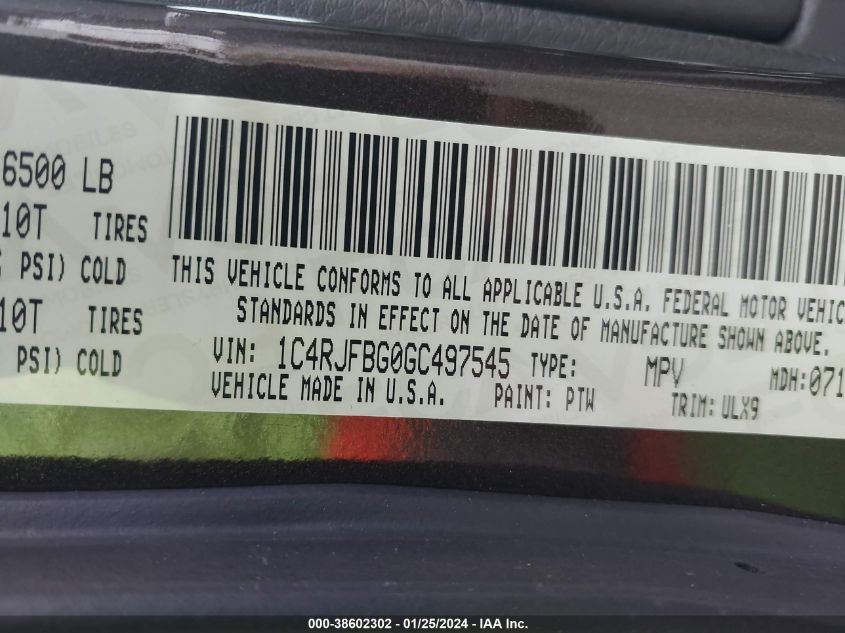 6500 LB
10T TIRES
PSI) COLD
10T TIRES
PSI) COLD
THIS VEHICLE CONFORMS TO ALL APPLICABLE U.S.A. FEDERAL MOTOR VEHIC
STANDARDS IN EFFECT ON THE DATE OF MANUFACTURE SHOWN ABOVE.
VIN: 1C4RJFBG0GC497545 TYPE: MPV MDH:071
VEHICLE MADE IN U.S.A. PAINT: PTW TRIM: ULX9
000-38602302 - 01/25/2024 - IAA Inc.